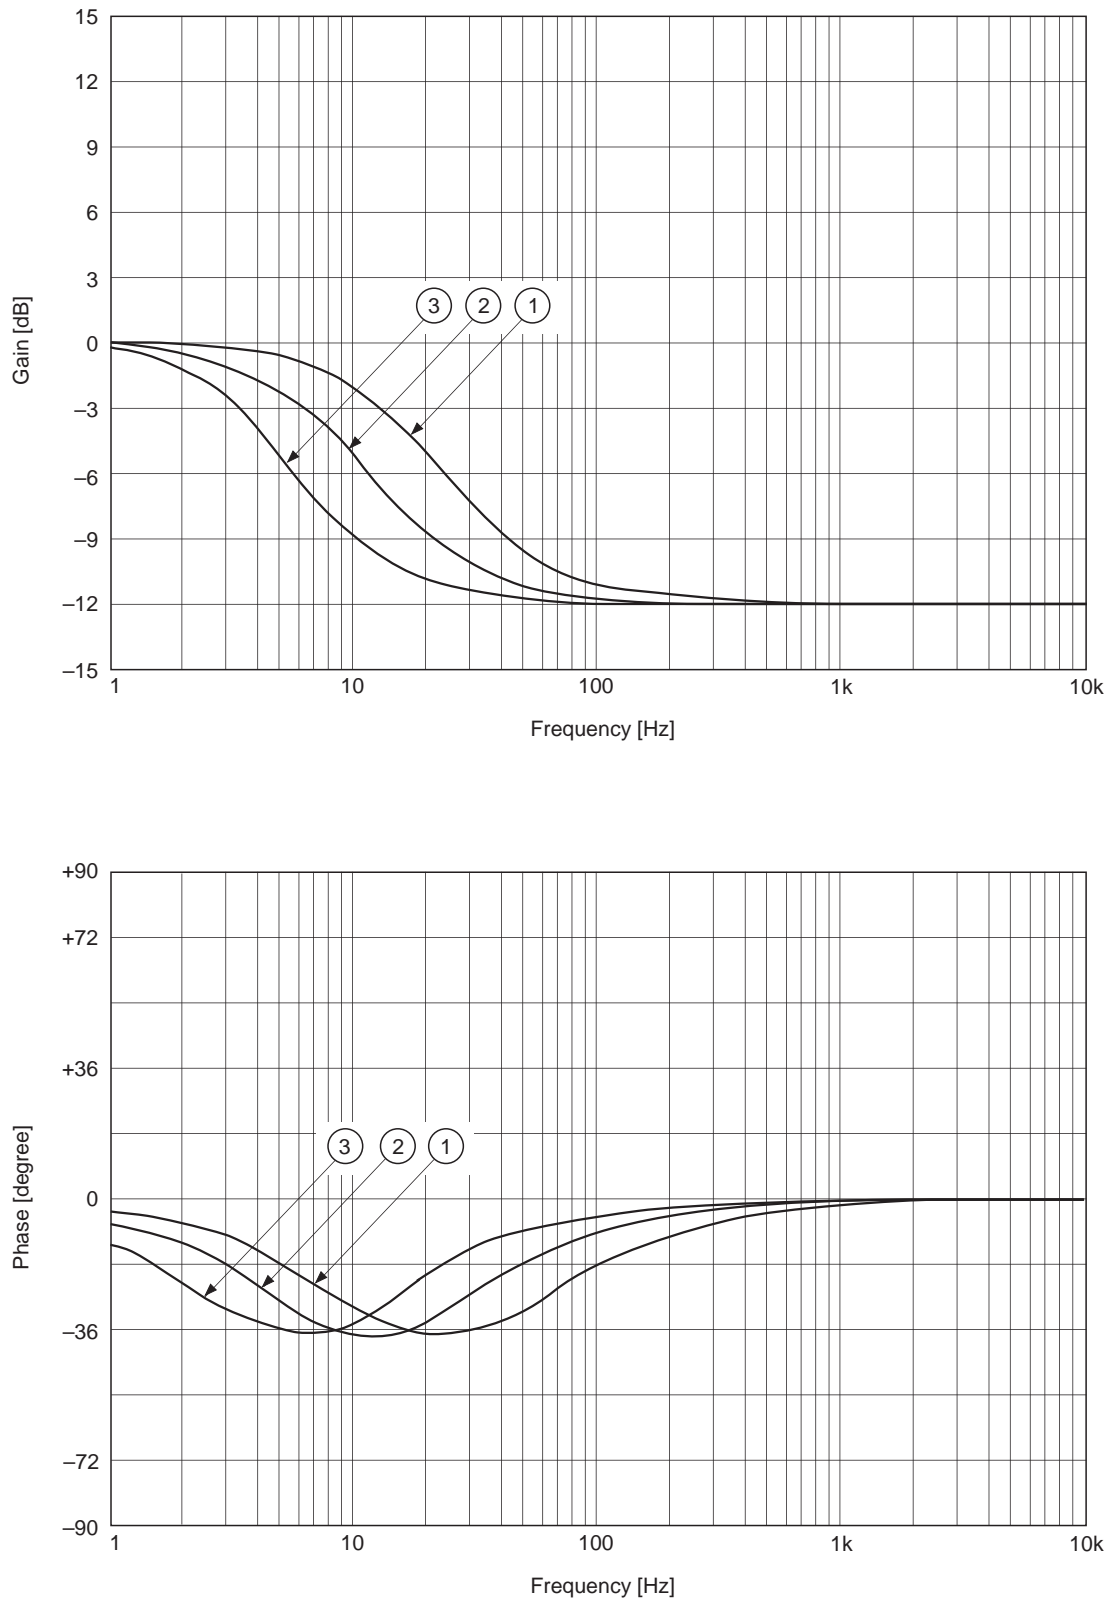 15
12
9
6
3
0
–3
–6
–9
–12
–15
Gain [dB]
3 2 1
1 10 100 1k 10k
Frequency [Hz]
+90
+72
+36
0
–36
–72
–90
Phase [degree]
3 2 1
1 10 100 1k 10k
Frequency [Hz]